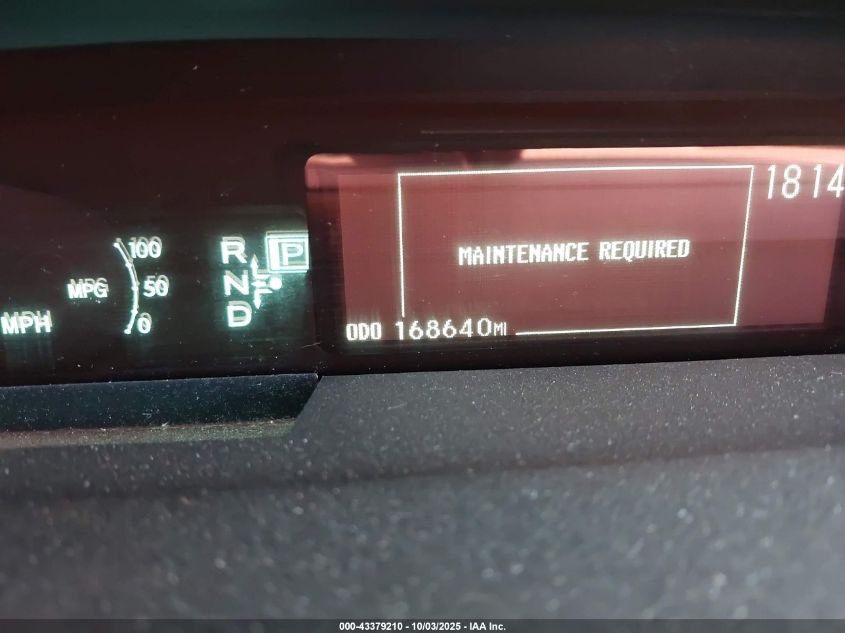 1814
MAINTENANCE REQUIRED
ODO 168640MI
100
MPG 50
MPH 0
R P
N
D
000-43379210 - 10/03/2025 - IAA Inc.